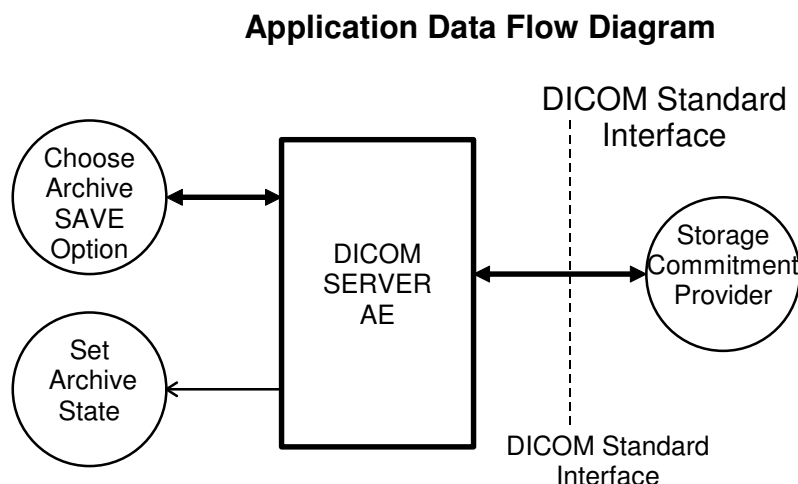 Application Data Flow Diagram
DICOM Standard
Interface
Choose
Archive
SAVE
Option
DICOM
SERVER
AE
Storage
Commitment
Provider
Set
Archive
State
DICOM Standard
Interface